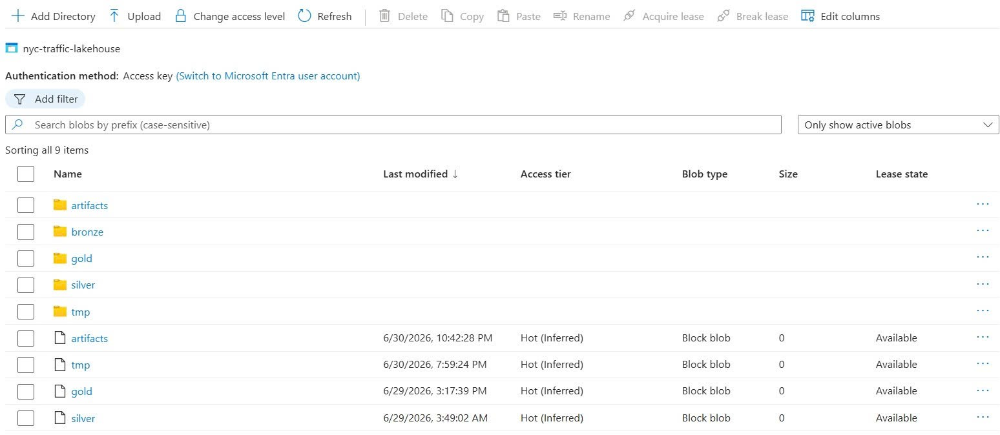 Add Directory Upload Change access level Refresh Delete Copy Paste Rename Acquire lease Break lease Edit columns
nyc-traffic-lakehouse
Authentication method: Access key (Switch to Microsoft Entra user account)
Add filter
Search blobs by prefix (case-sensitive) Only show active blobs
Sorting all 9 items
Name Last modified ↓ Access tier Blob type Size Lease state
artifacts ...
bronze ...
gold ...
silver ...
tmp ...
artifacts 6/30/2026, 10:42:28 PM Hot (Inferred) Block blob 0 Available ...
tmp 6/30/2026, 7:59:24 PM Hot (Inferred) Block blob 0 Available ...
gold 6/29/2026, 3:17:39 PM Hot (Inferred) Block blob 0 Available ...
silver 6/29/2026, 3:49:02 AM Hot (Inferred) Block blob 0 Available ...